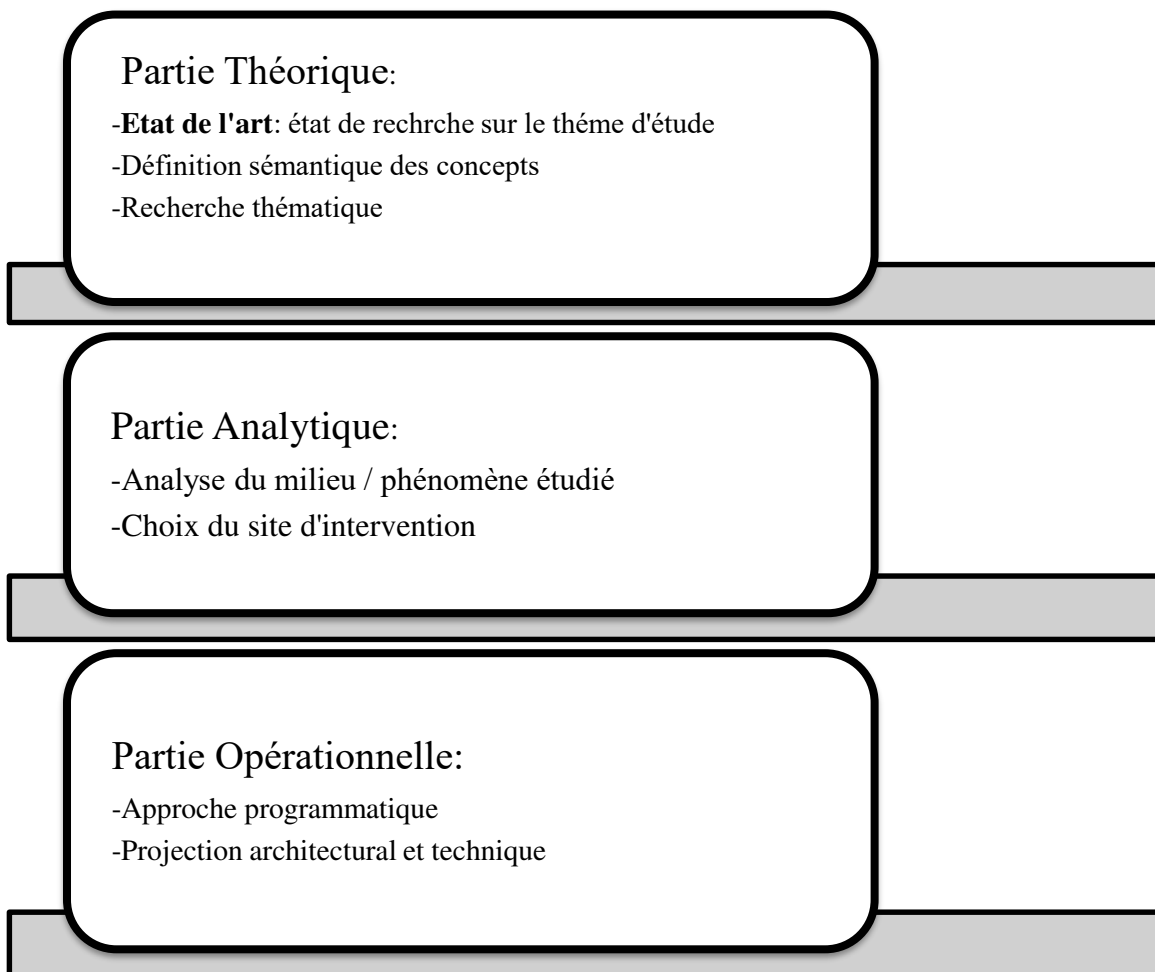 Partie Théorique:
-Etat de l'art: état de rechrche sur le théme d'étude
-Définition sémantique des concepts
-Recherche thématique
Partie Analytique:
-Analyse du milieu / phénomène étudié
-Choix du site d'intervention
Partie Opérationnelle:
-Approche programmatique
-Projection architectural et technique